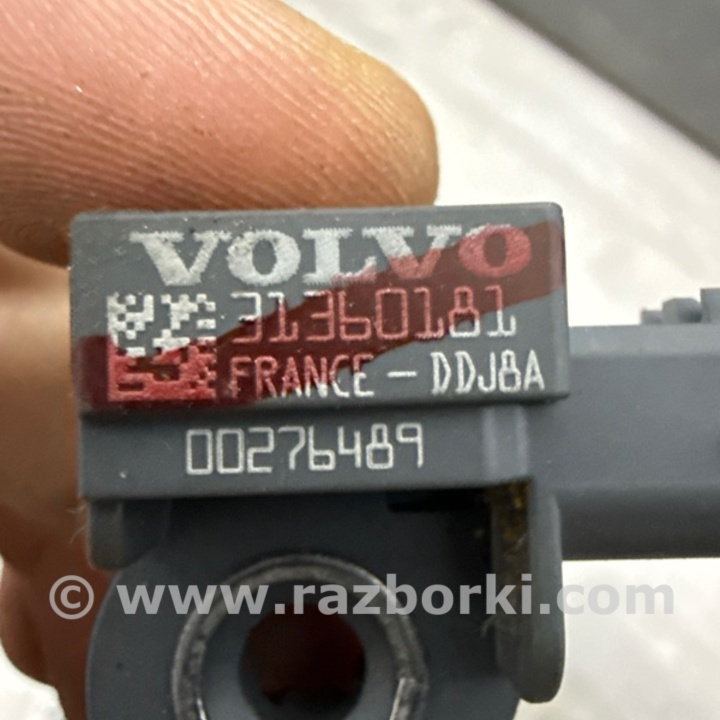 VOLVO
31360181
FRANCE - DDJ8A
00276489
© www.razborki.com